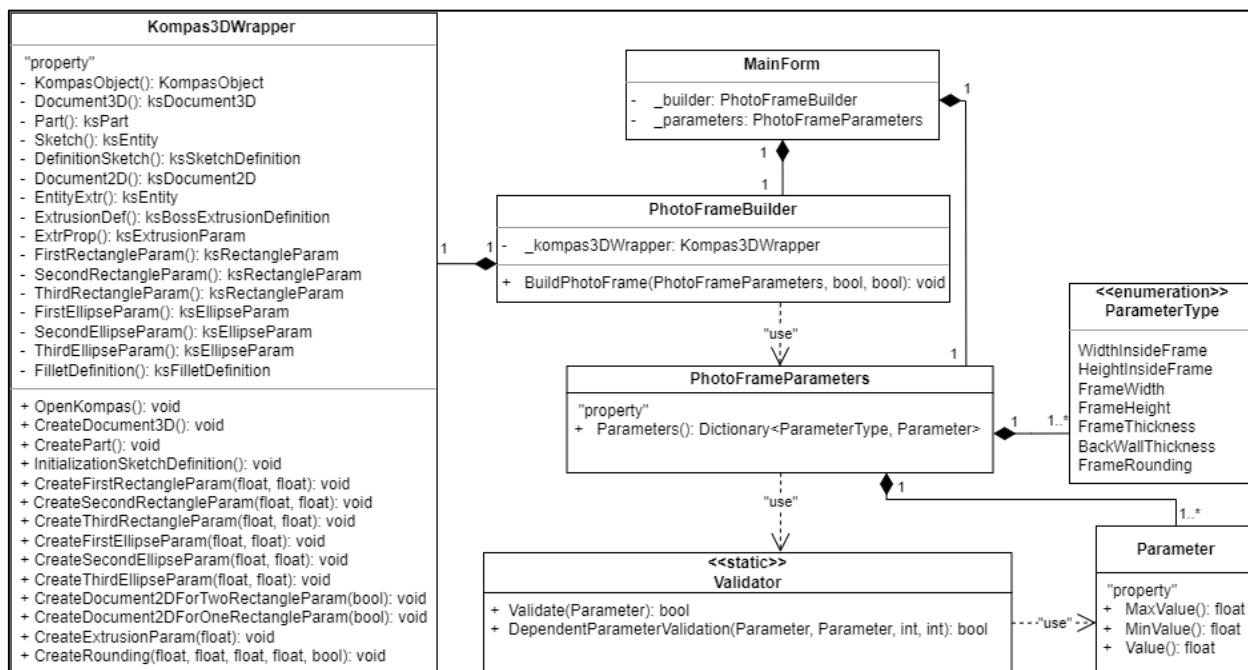 Kompas3DWrapper
"property"
- KompasObject(): KompasObject
- Document3D(): ksDocument3D
- Part(): ksPart
- Sketch(): ksEntity
- DefinitionSketch(): ksSketchDefinition
- Document2D(): ksDocument2D
- EntityExtr(): ksEntity
- ExtrusionDef(): ksBossExtrusionDefinition
- ExtrProp(): ksExtrusionParam
- FirstRectangleParam(): ksRectangleParam
- SecondRectangleParam(): ksRectangleParam
- ThirdRectangleParam(): ksRectangleParam
- FirstEllipseParam(): ksEllipseParam
- SecondEllipseParam(): ksEllipseParam
- ThirdEllipseParam(): ksEllipseParam
- FilletDefinition(): ksFilletDefinition
+ OpenKompas(): void
+ CreateDocument3D(): void
+ CreatePart(): void
+ InitializationSketchDefinition(): void
+ CreateFirstRectangleParam(float, float): void
+ CreateSecondRectangleParam(float, float): void
+ CreateThirdRectangleParam(float, float): void
+ CreateFirstEllipseParam(float, float): void
+ CreateSecondEllipseParam(float, float): void
+ CreateThirdEllipseParam(float, float): void
+ CreateDocument2DForTwoRectangleParam(bool): void
+ CreateDocument2DForOneRectangleParam(bool): void
+ CreateExtrusionParam(float): void
+ CreateRounding(float, float, float, float, bool): void
MainForm
- _builder: PhotoFrameBuilder
- _parameters: PhotoFrameParameters
1
1
1
PhotoFrameBuilder
- _kompas3DWrapper: Kompas3DWrapper
+ BuildPhotoFrame(PhotoFrameParameters, bool, bool): void
1
1
"use"
1
PhotoFrameParameters
"property"
+ Parameters(): Dictionary<ParameterType, Parameter>
1
1..*
<<enumeration>>
ParameterType
WidthInsideFrame
HeightInsideFrame
FrameWidth
FrameHeight
FrameThickness
BackWallThickness
FrameRounding
"use"
1
1..*
<<static>>
Validator
+ Validate(Parameter): bool
+ DependentParameterValidation(Parameter, Parameter, int, int): bool
"use"
Parameter
"property"
+ MaxValue(): float
+ MinValue(): float
+ Value(): float